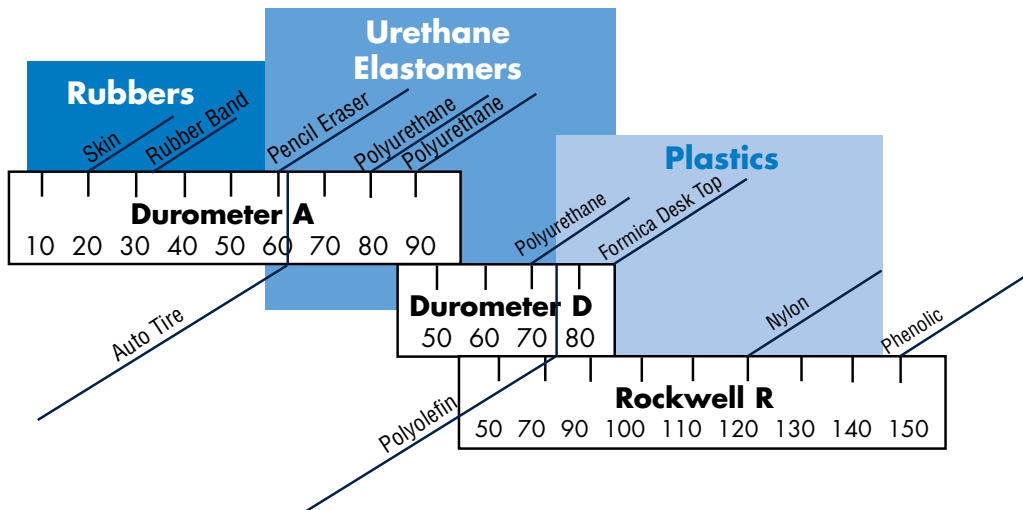 Urethane
Elastomers
Rubbers
Skin
Rubber Band
Pencil Eraser
Polyurethane
Polyurethane
Plastics
Durometer A
10 20 30 40 50 60 70 80 90
Polyurethane
Formica Desk Top
Auto Tire
Durometer D
50 60 70 80
Nylon
Phenolic
Polyolefin
Rockwell R
50 70 90 100 110 120 130 140 150